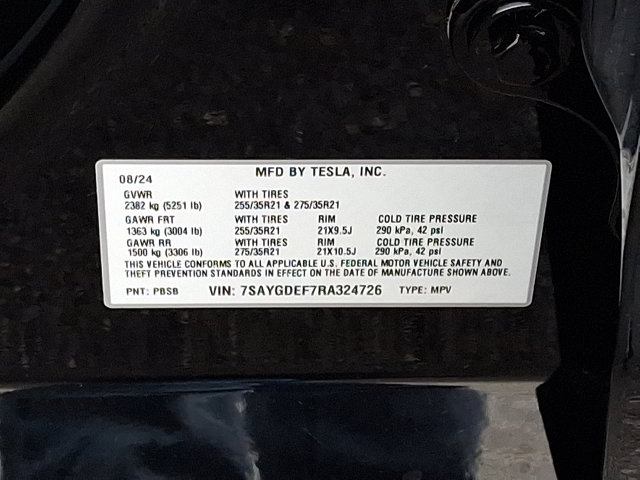 08/24 MFD BY TESLA, INC.
GVWR WITH TIRES
2382 kg (5251 lb) 255/35R21 & 275/35R21
GAWR FRT WITH TIRES RIM COLD TIRE PRESSURE
1363 kg (3004 lb) 255/35R21 21X9.5J 290 kPa, 42 psi
GAWR RR WITH TIRES RIM COLD TIRE PRESSURE
1500 kg (3306 lb) 275/35R21 21X10.5J 290 kPa, 42 psi
THIS VEHICLE CONFORMS TO ALL APPLICABLE U.S. FEDERAL MOTOR VEHICLE SAFETY AND
THEFT PREVENTION STANDARDS IN EFFECT ON THE DATE OF MANUFACTURE SHOWN ABOVE.
PNT: PBSB VIN: 7SAYGDEF7RA324726 TYPE: MPV